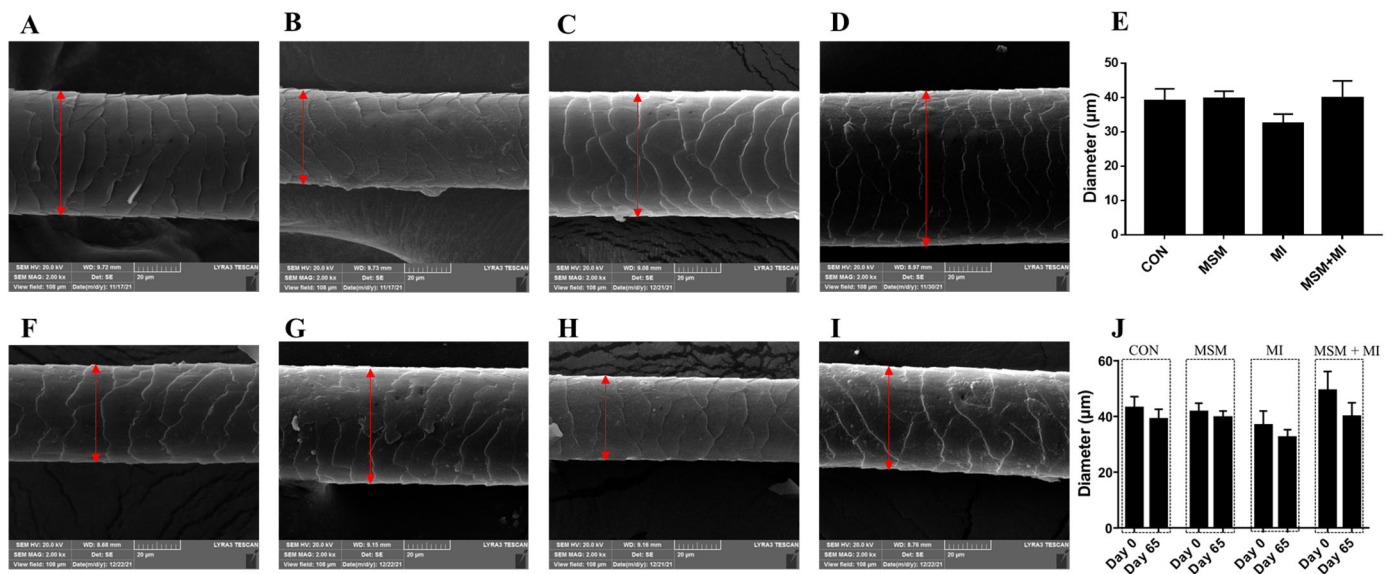 A
B
C
D
E
SEM HV: 20.0 kV WD: 9.72 mm LYRA3 TESCAN
SEM MAG: 2.00 kx Det: SE 20 µm
View field: 108 µm Date(m/d/y): 11/17/21
SEM HV: 20.0 kV WD: 9.73 mm LYRA3 TESCAN
SEM MAG: 2.00 kx Det: SE 20 µm
View field: 108 µm Date(m/d/y): 11/17/21
SEM HV: 20.0 kV WD: 9.08 mm LYRA3 TESCAN
SEM MAG: 2.00 kx Det: SE 20 µm
View field: 108 µm Date(m/d/y): 12/21/21
SEM HV: 20.0 kV WD: 8.97 mm LYRA3 TESCAN
SEM MAG: 2.00 kx Det: SE 20 µm
View field: 108 µm Date(m/d/y): 11/30/21
Diameter (µm)
50
40
30
20
10
0
CON
MSM
MI
MSM+MI
F
G
H
I
J
SEM HV: 20.0 kV WD: 8.68 mm LYRA3 TESCAN
SEM MAG: 2.00 kx Det: SE 20 µm
View field: 108 µm Date(m/d/y): 12/22/21
SEM HV: 20.0 kV WD: 9.15 mm LYRA3 TESCAN
SEM MAG: 2.00 kx Det: SE 20 µm
View field: 108 µm Date(m/d/y): 12/22/21
SEM HV: 20.0 kV WD: 9.16 mm LYRA3 TESCAN
SEM MAG: 2.00 kx Det: SE 20 µm
View field: 108 µm Date(m/d/y): 12/21/21
SEM HV: 20.0 kV WD: 8.76 mm LYRA3 TESCAN
SEM MAG: 2.00 kx Det: SE 20 µm
View field: 108 µm Date(m/d/y): 12/22/21
CON MSM MI MSM + MI
Diameter (µm)
60
40
20
0
Day 0 Day 65 Day 0 Day 65 Day 0 Day 65 Day 0 Day 65